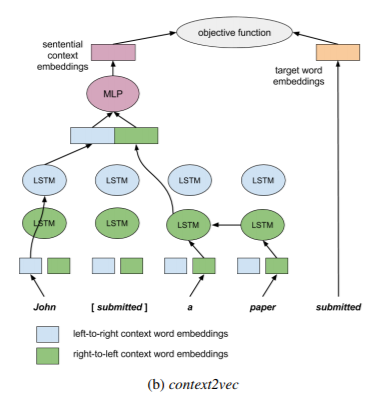 objective function
sentential
context
embeddings
target word
embeddings
MLP
LSTM LSTM LSTM LSTM
LSTM LSTM LSTM LSTM
John [ submitted ] a paper submitted
left-to-right context word embeddings
right-to-left context word embeddings
(b) context2vec